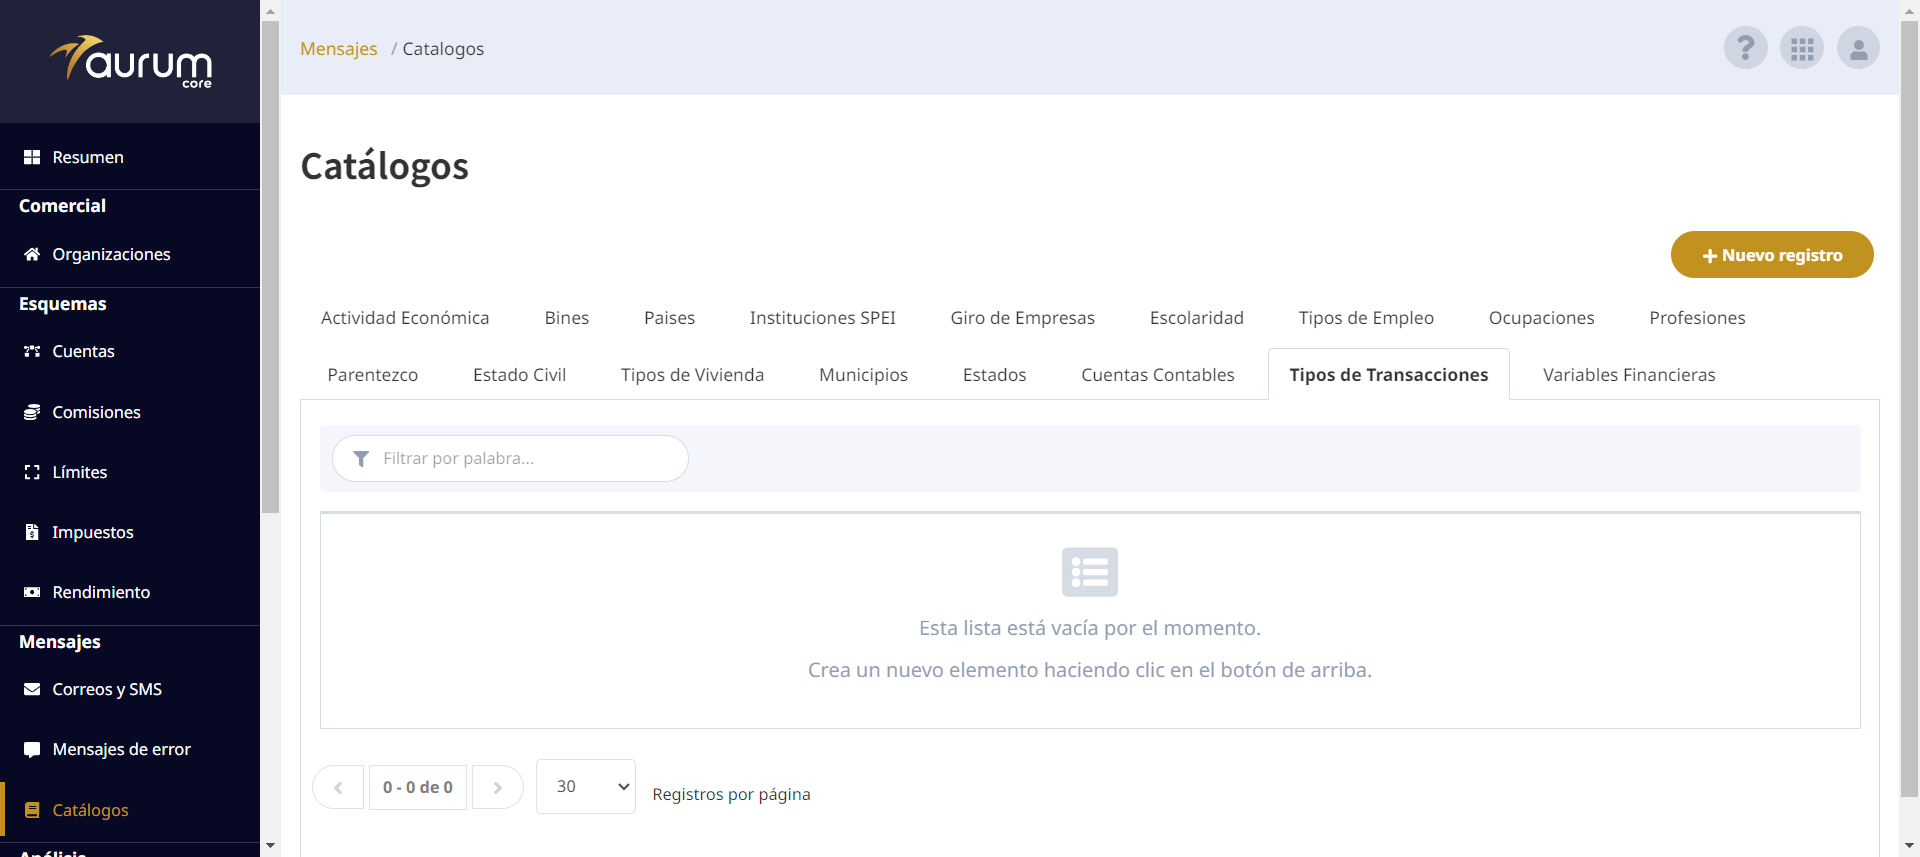 aurum
core
Resumen
Comercial
Organizaciones
Esquemas
Cuentas
Comisiones
Límites
Impuestos
Rendimiento
Mensajes
Correos y SMS
Mensajes de error
Catálogos
Análisis
Mensajes / Catalogos
?
Catálogos
+ Nuevo registro
Actividad Económica Bines Paises Instituciones SPEI Giro de Empresas Escolaridad Tipos de Empleo Ocupaciones Profesiones
Parentezco Estado Civil Tipos de Vivienda Municipios Estados Cuentas Contables Tipos de Transacciones Variables Financieras
Filtrar por palabra...
Esta lista está vacía por el momento.
Crea un nuevo elemento haciendo clic en el botón de arriba.
0 - 0 de 0 30 Registros por página